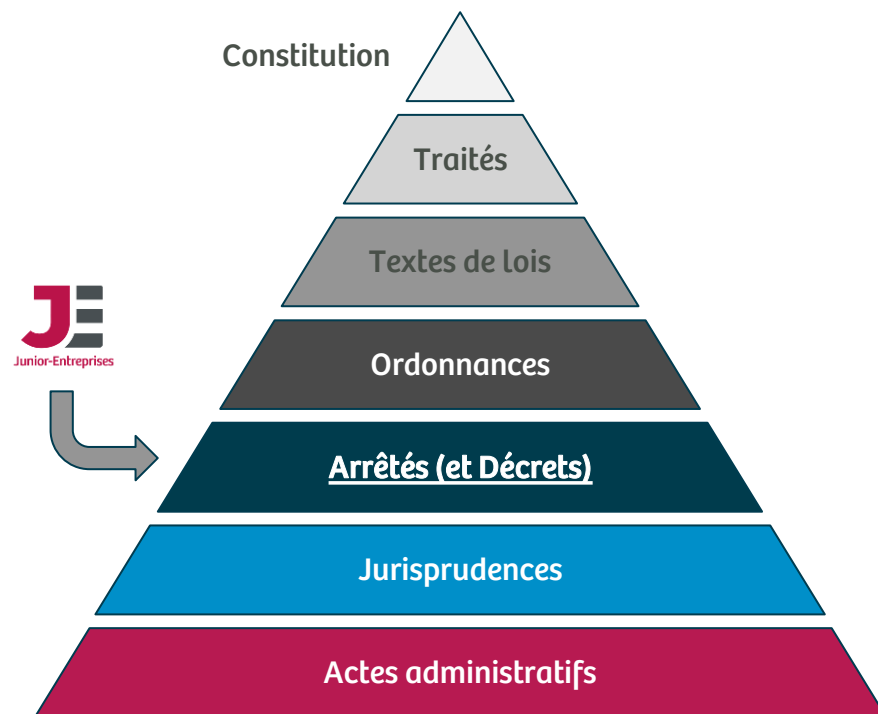 Constitution
Traités
Textes de lois
JE
Junior-Entreprises
Ordonnances
Arrêtés (et Décrets)
Jurisprudences
Actes administratifs